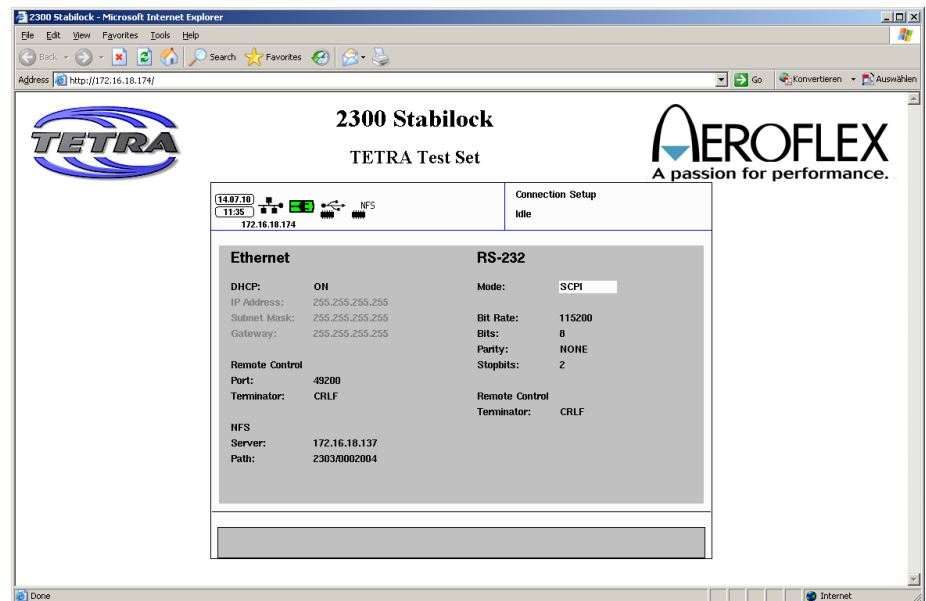 2300 Stabilock - Microsoft Internet Explorer
File Edit View Favorites Tools Help
Back Search Favorites
Address http://172.16.18.174/ Go Konvertieren Auswählen
TETRA
2300 Stabilock
TETRA Test Set
AEROFLEX
A passion for performance.
14.07.10
11:35
NFS
172.16.18.174
Connection Setup
Idle
Ethernet
DHCP: ON
IP Address: 255.255.255.255
Subnet Mask: 255.255.255.255
Gateway: 255.255.255.255
Remote Control
Port: 49200
Terminator: CRLF
NFS
Server: 172.16.18.137
Path: 2303/0002004
RS-232
Mode: SCPI
Bit Rate: 115200
Bits: 8
Parity: NONE
Stopbits: 2
Remote Control
Terminator: CRLF
Done Internet